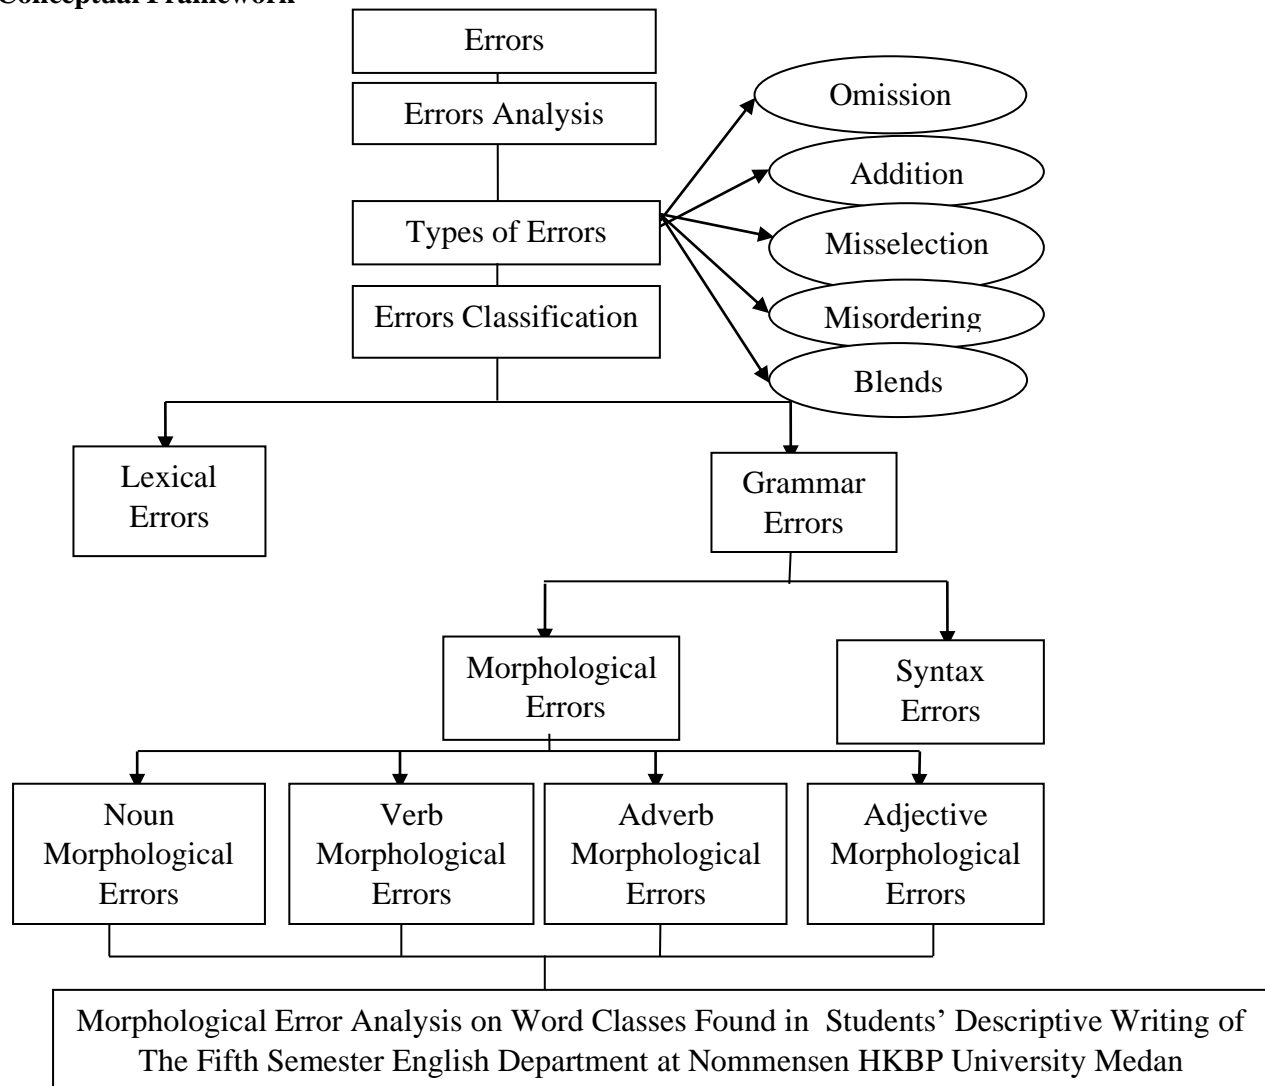 Conceptual Framework
Errors
Errors Analysis
Types of Errors
Errors Classification
Omission
Addition
Misselection
Misordering
Blends
Lexical
Errors
Grammar
Errors
Morphological
Errors
Syntax
Errors
Noun
Morphological
Errors
Verb
Morphological
Errors
Adverb
Morphological
Errors
Adjective
Morphological
Errors
Morphological Error Analysis on Word Classes Found in Students’ Descriptive Writing of
The Fifth Semester English Department at Nommensen HKBP University Medan